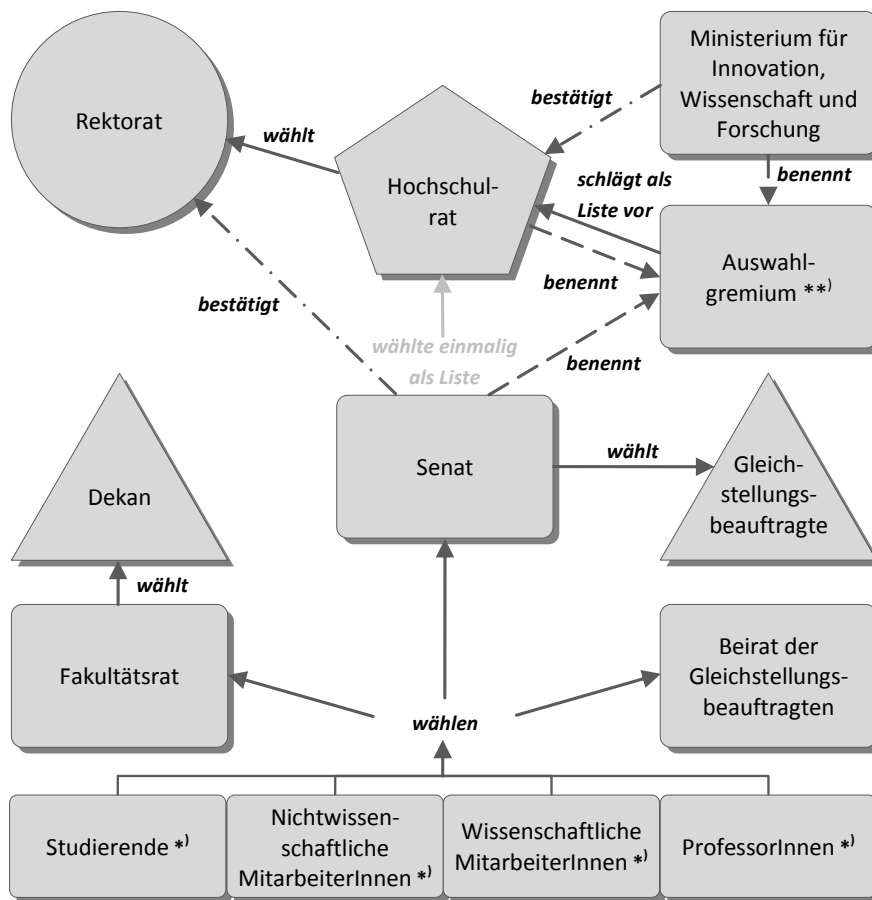 Rektorat
Ministerium für
Innovation,
Wissenschaft und
Forschung
bestätigt
wählt
benennt
Hochschul-
rat
schlägt als
Liste vor
Auswahl-
gremium **)
benennt
bestätigt
wählte einmalig
als Liste
benennt
Dekan
Senat
wählt
Gleich-
stellungs-
beauftragte
wählt
Fakultätsrat
Beirat der
Gleichstellungs-
beauftragten
wählen
Studierende *)
Nichtwissen-
schaftliche
MitarbeiterInnen *)
Wissenschaftliche
MitarbeiterInnen *)
ProfessorInnen *)